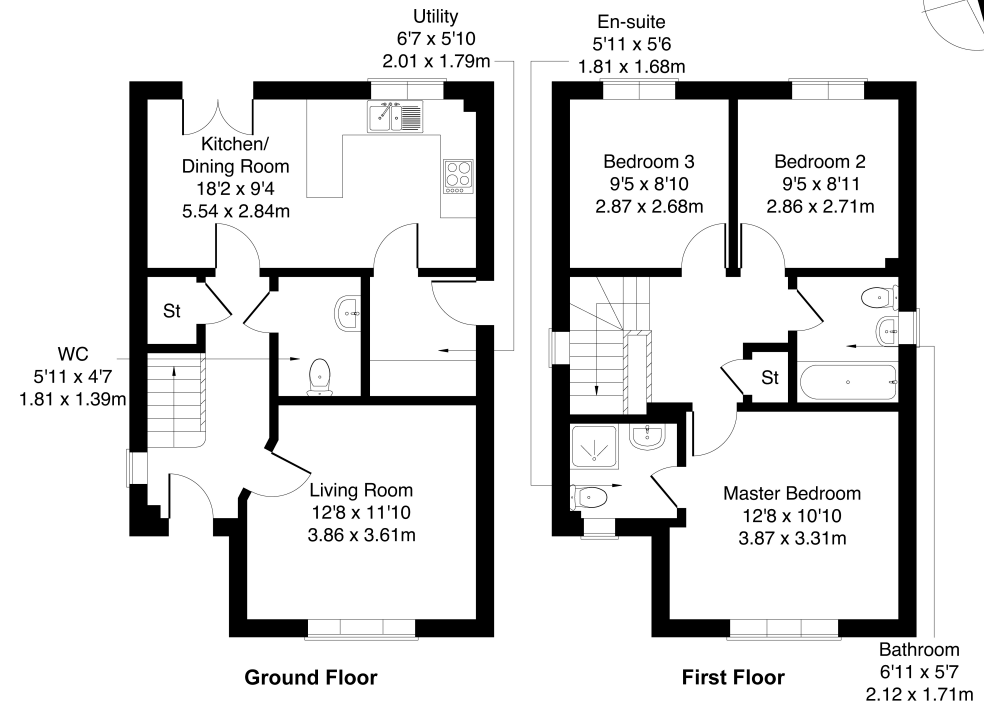 Utility
6'7 x 5'10
2.01 x 1.79m
En-suite
5'11 x 5'6
1.81 x 1.68m
Kitchen/
Dining Room
18'2 x 9'4
5.54 x 2.84m
Bedroom 3
9'5 x 8'10
2.87 x 2.68m
Bedroom 2
9'5 x 8'11
2.86 x 2.71m
St
WC
5'11 x 4'7
1.81 x 1.39m
St
Living Room
12'8 x 11'10
3.86 x 3.61m
Master Bedroom
12'8 x 10'10
3.87 x 3.31m
Ground Floor
First Floor
Bathroom
6'11 x 5'7
2.12 x 1.71m